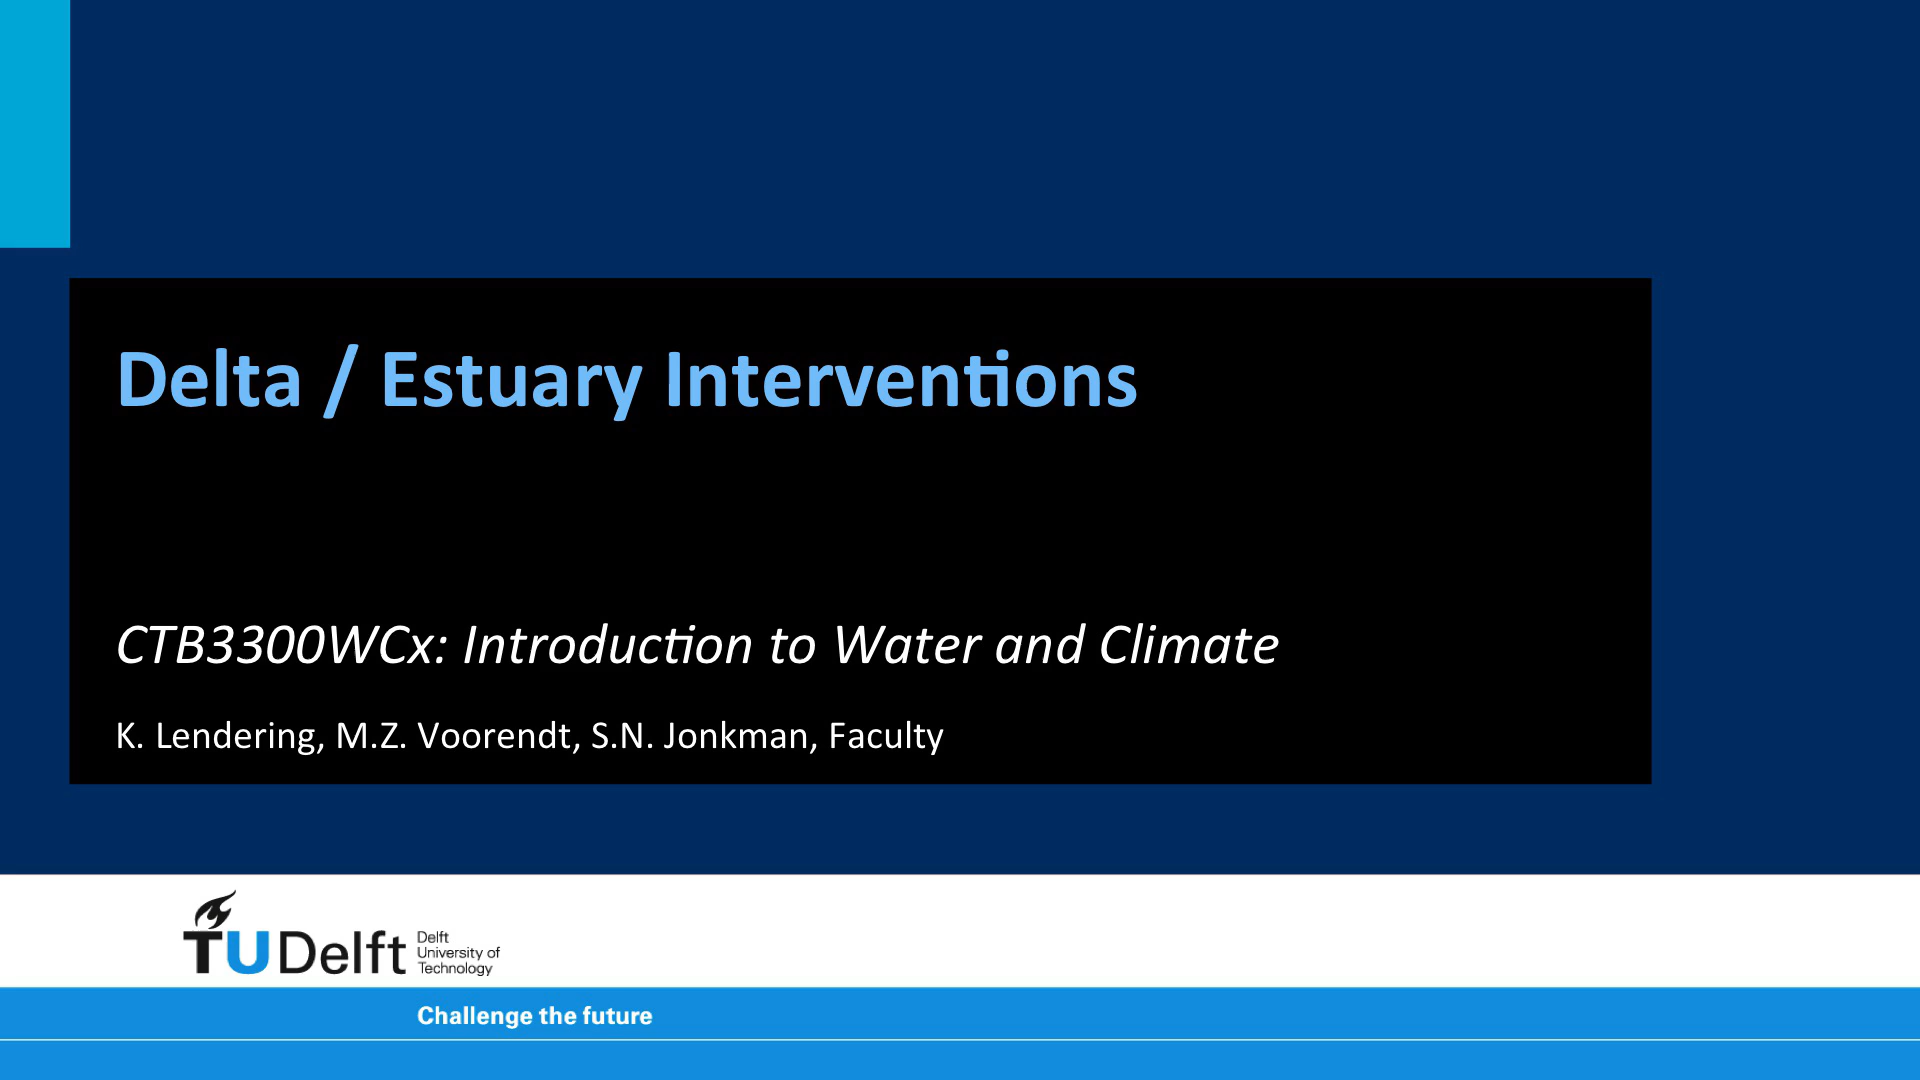 Delta / Estuary Interventions
CTB3300WCx: Introduction to Water and Climate
K. Lendering, M.Z. Voorendt, S.N. Jonkman, Faculty
TUDelft
Delft
University of
Technology
Challenge the future